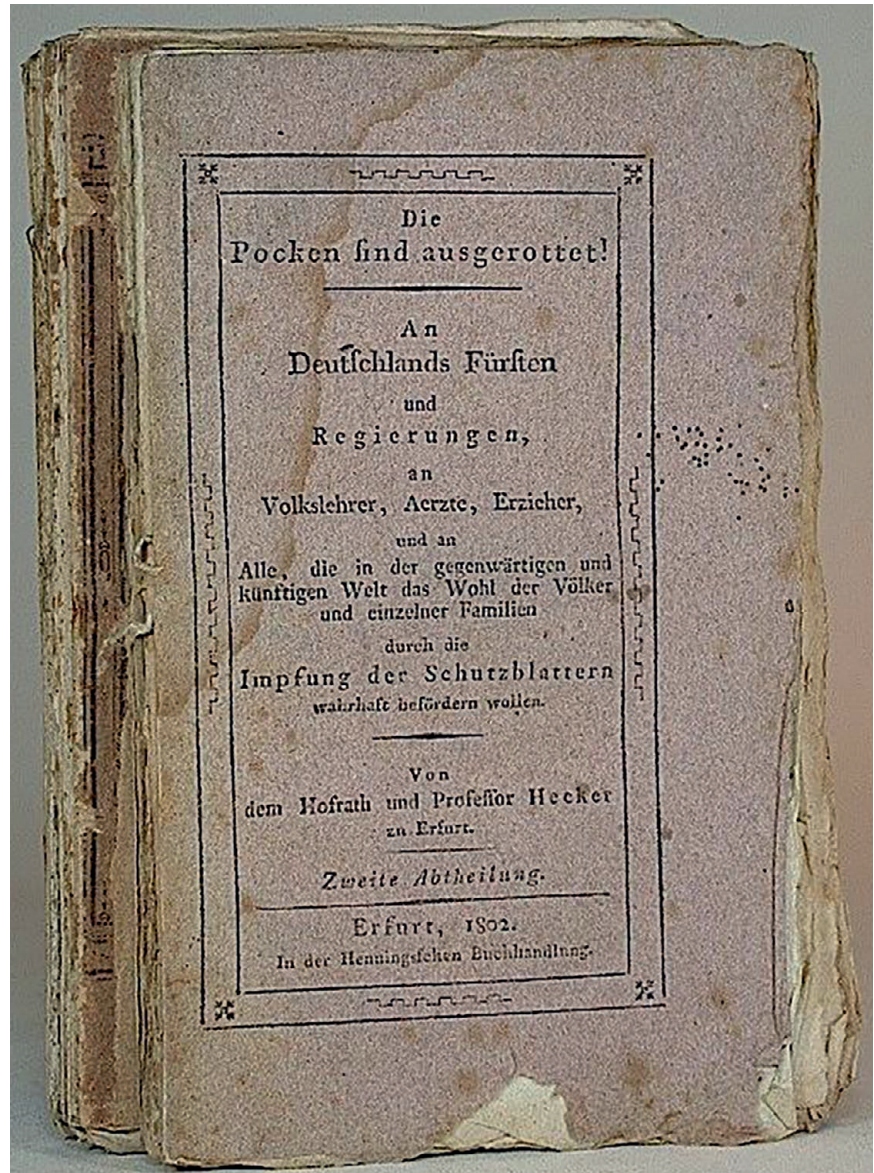 Die
Pocken ſind ausgerottet!
An
Deutſchlands Fürſten
und
Regierungen,
an
Volkslehrer, Aerzte, Erzieher,
und an
Alle, die in der gegenwärtigen und
künftigen Welt das Wohl der Völker
und einzelner Familien
durch die
Impfung der Schutzblattern
wahrhaft befördern wollen.
Von
dem Hofrath und Profeſſor Hecker
zu Erfurt.
Zweite Abtheilung.
Erfurt, 1802.
In der Henningsſchen Buchhandlung.